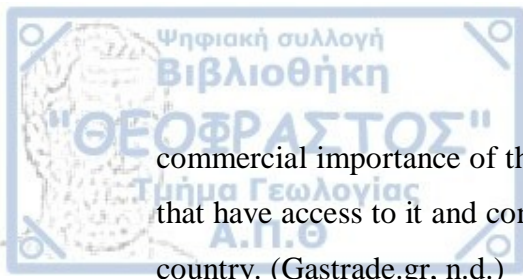 Ψηφιακή συλλογή
Βιβλιοθήκη
"ΘΕΟΦΡΑΣΤΟΣ"
commercial importance of th
Τμήμα Γεωλογίας
that have access to it and con
Α.Π.Θ
country. (Gastrade.gr, n.d.)